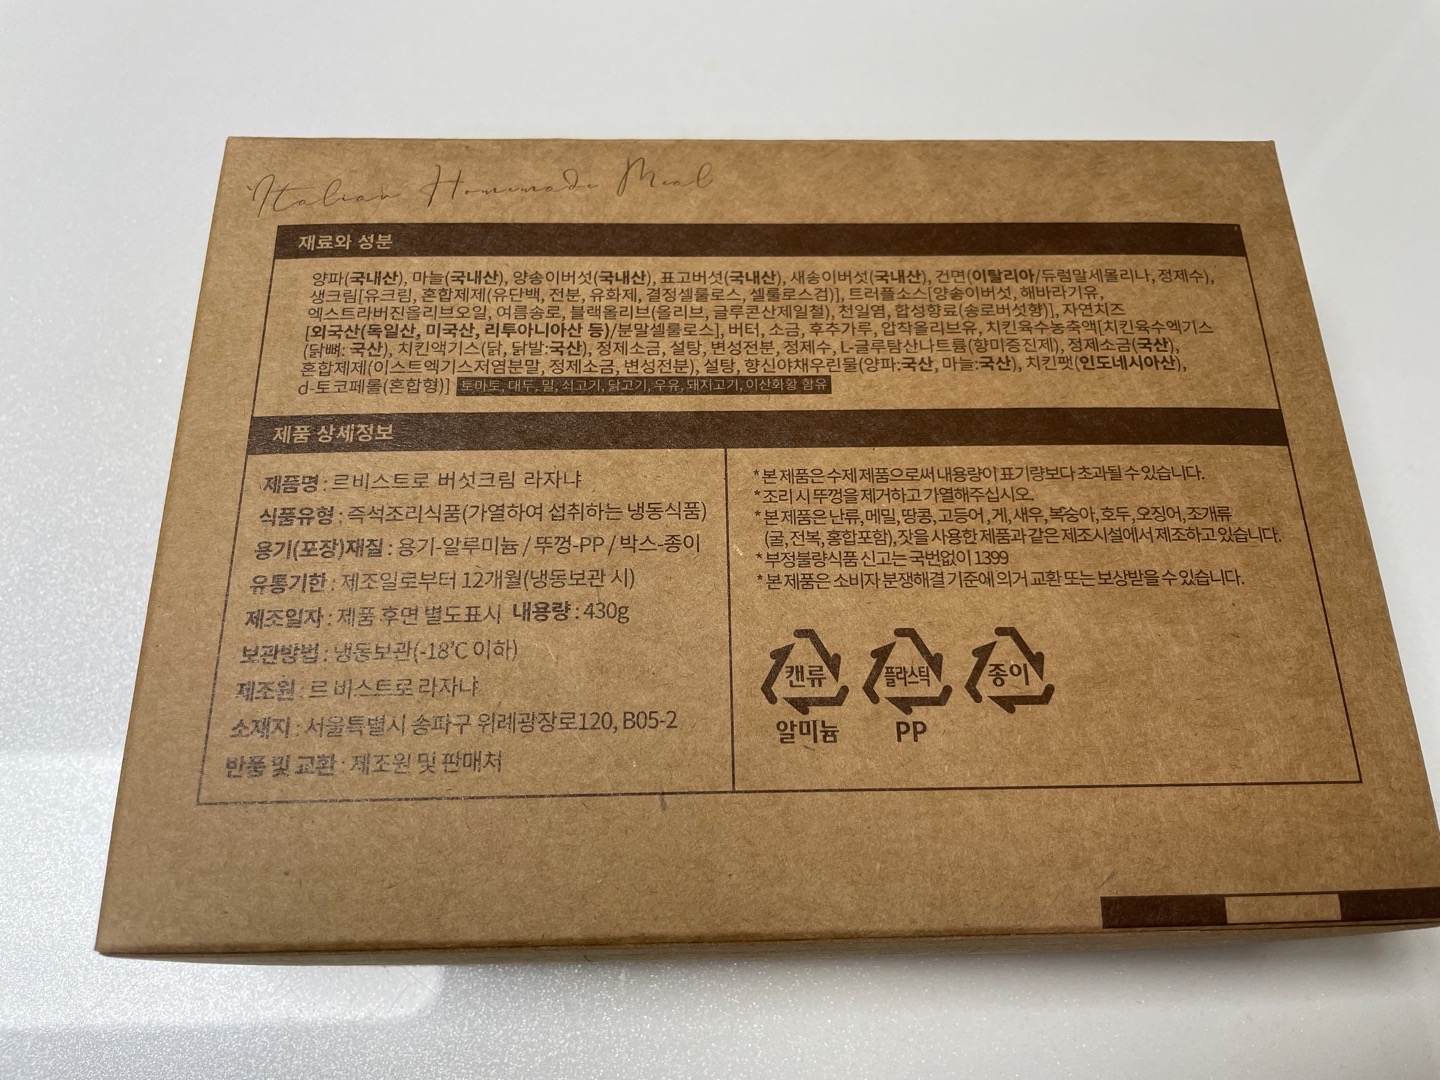 Italian Homemade Meal
재료와 성분
양파(국내산), 마늘(국내산), 양송이버섯(국내산), 표고버섯(국내산), 새송이버섯(국내산), 건면(이탈리아/듀럼밀세몰리나, 정제수),
생크림[유크림, 혼합제제(유단백, 전분, 유화제, 결정셀룰로스, 셀룰로스검)], 트러플소스[양송이버섯, 해바라기유,
엑스트라버진올리브오일, 여름송로, 블랙올리브(올리브, 글루콘산제일철), 천일염, 합성향료(송로버섯향)], 자연치즈
[외국산(독일산, 미국산, 리투아니아산 등)/분말셀룰로스], 버터, 소금, 후추가루, 압착올리브유, 치킨육수농축액[치킨육수엑기스
(닭뼈: 국산), 치킨액기스(닭, 닭발:국산), 정제소금, 설탕, 변성전분, 정제수, L-글루탐산나트륨(향미증진제), 정제소금(국산),
혼합제제(이스트엑기스저염분말, 정제소금, 변성전분), 설탕, 향신야채우린물(양파:국산, 마늘:국산), 치킨팻(인도네시아산),
d-토코페롤(혼합형)] 토마토, 대두, 밀, 쇠고기, 닭고기, 우유, 돼지고기, 이산화황 함유
제품 상세정보
제품명 : 르비스트로 버섯크림 라자냐
식품유형 : 즉석조리식품(가열하여 섭취하는 냉동식품)
용기(포장)재질 : 용기-알루미늄 / 뚜껑-PP / 박스-종이
유통기한 : 제조일로부터 12개월(냉동보관 시)
제조일자 : 제품 후면 별도표시 내용량 : 430g
보관방법 : 냉동보관(-18℃ 이하)
제조원 : 르 비스트로 라자냐
소재지 : 서울특별시 송파구 위례광장로120, B05-2
반품 및 교환 : 제조원 및 판매처
* 본 제품은 수제 제품으로써 내용량이 표기량보다 초과될 수 있습니다.
* 조리 시 뚜껑을 제거하고 가열해주십시오.
* 본 제품은 난류, 메밀, 땅콩, 고등어, 게, 새우, 복숭아, 호두, 오징어, 조개류
(굴, 전복, 홍합포함), 잣을 사용한 제품과 같은 제조시설에서 제조하고 있습니다.
* 부정불량식품 신고는 국번없이 1399
* 본 제품은 소비자 분쟁해결 기준에 의거 교환 또는 보상받을 수 있습니다.
캔류 플라스틱 종이
알미늄 PP